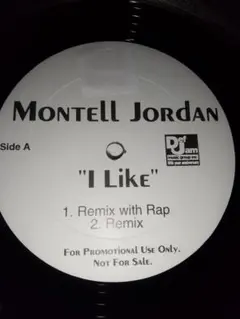 Montell Jordan
Side A
Def Jam
"I Like"
1. Remix with Rap
2. Remix
For Promotional Use Only.
Not For Sale.